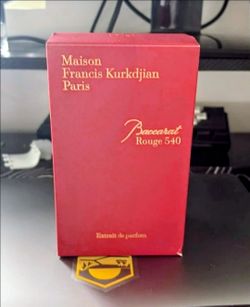 Maison
Francis Kurkdjian
Paris
Baccarat
Rouge 540
Extrait de parfum